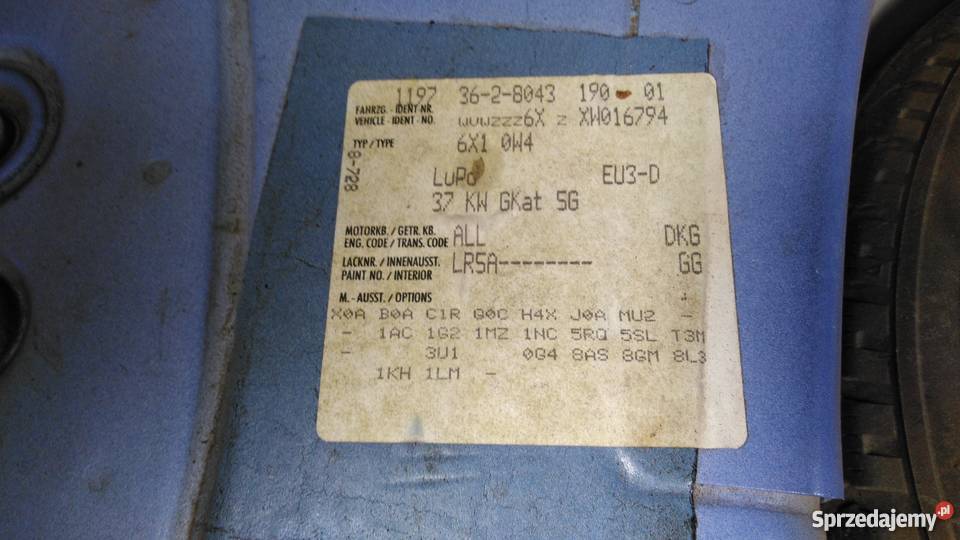 1197 36-2-8043 190 01
FAHRZG. - IDENT NR.
VEHICLE - IDENT - NO. WVWZZZ6X Z XW016794
TYP / TYPE 6X1 0W4
8-728
LuPo EU3-D
37 KW GKat 5G
MOTORKB. / GETR. KB.
ENG. CODE / TRANS. CODE ALL DKG
LACKNR. / INNENAUSST.
PAINT NO. / INTERIOR LR5A-------- GG
M. - AUSST. / OPTIONS
X0A B0A C1R G0C H4X J0A MU2 -
- 1AC 1G2 1MZ 1NC 5RQ 5SL T3M
- 3U1 0G4 8AS 8GM 8L3
1KH 1LM -
Sprzedajemy.pl